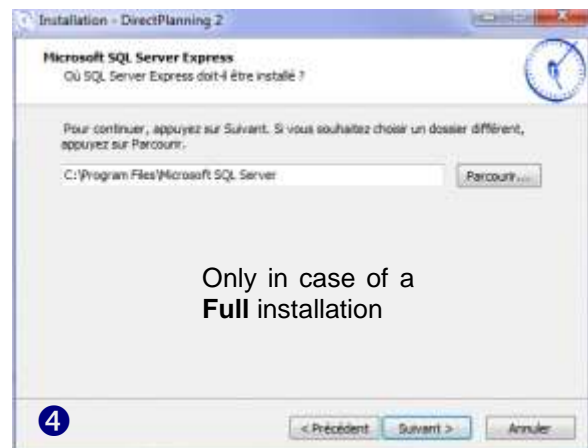 Installation - DirectPlanning 2
Microsoft SQL Server Express
Où SQL Server Express doit-il être installé ?
Pour continuer, appuyez sur Suivant. Si vous souhaitez choisir un dossier différent,
appuyez sur Parcourir.
C:\Program Files\Microsoft SQL Server
Parcourir...
Only in case of a
Full installation
4
< Précédent
Suivant >
Annuler